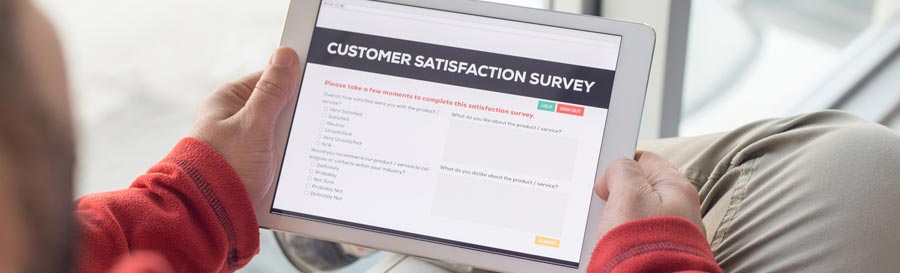 CUSTOMER SATISFACTION SURVEY
Please take a few moments to complete this satisfaction survey.
HELP
SIGN OUT
Overall, how satisfied were you with the product /
service?
Very Satisfied
Satisfied
Neutral
Unsatisfied
Very Unsatisfied
N/A
Would you recommend our product / service to col-
leagues or contacts within your industry?
Definitely
Probably
Not Sure
Probably Not
Definitely Not
What do you like about the product / service?
What do you dislike about the product / service?
SUBMIT